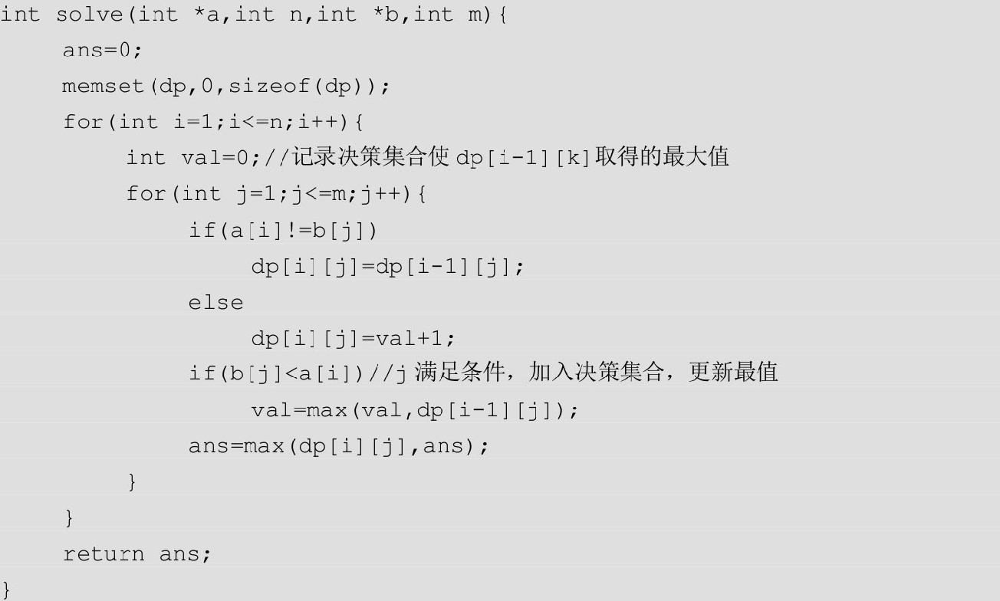 int solve(int *a,int n,int *b,int m){
ans=0;
memset(dp,0,sizeof(dp));
for(int i=1;i<=n;i++){
int val=0;//记录决策集合使 dp[i-1][k]取得的最大值
for(int j=1;j<=m;j++){
if(a[i]!=b[j])
dp[i][j]=dp[i-1][j];
else
dp[i][j]=val+1;
if(b[j]<a[i])//j 满足条件，加入决策集合，更新最值
val=max(val,dp[i-1][j]);
ans=max(dp[i][j],ans);
}
}
return ans;
}